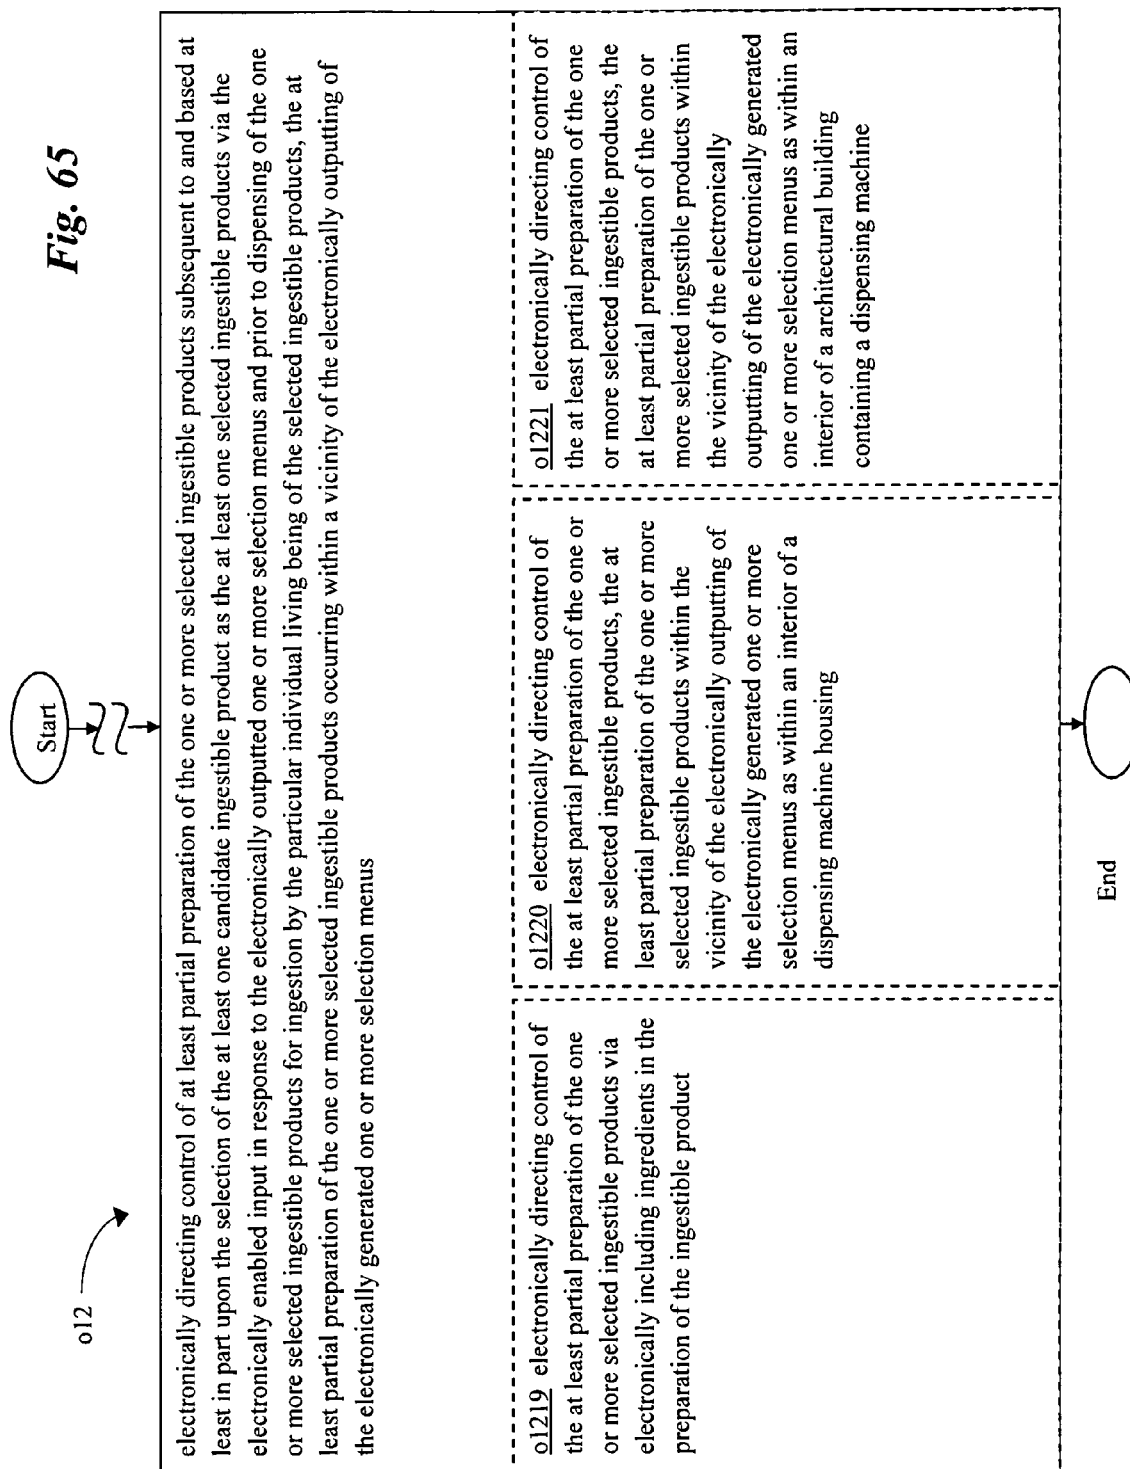 Fig. 65
Start
o12
electronically directing control of at least partial preparation of the one or more selected ingestible products subsequent to and based at
least in part upon the selection of the at least one candidate ingestible product as the at least one selected ingestible products via the
electronically enabled input in response to the electronically outputted one or more selection menus and prior to dispensing of the one
or more selected ingestible products for ingestion by the particular individual living being of the selected ingestible products, the at
least partial preparation of the one or more selected ingestible products occurring within a vicinity of the electronically outputing of
the electronically generated one or more selection menus
o1219 electronically directing control of
the at least partial preparation of the one
or more selected ingestible products via
electronically including ingredients in the
preparation of the ingestible product
o1220 electronically directing control of
the at least partial preparation of the one or
more selected ingestible products, the at
least partial preparation of the one or more
selected ingestible products within the
vicinity of the electronically outputing of
the electronically generated one or more
selection menus as within an interior of a
dispensing machine housing
o1221 electronically directing control of
the at least partial preparation of the one
or more selected ingestible products, the
at least partial preparation of the one or
more selected ingestible products within
the vicinity of the electronically
outputing of the electronically generated
one or more selection menus as within an
interior of a architectural building
containing a dispensing machine
End